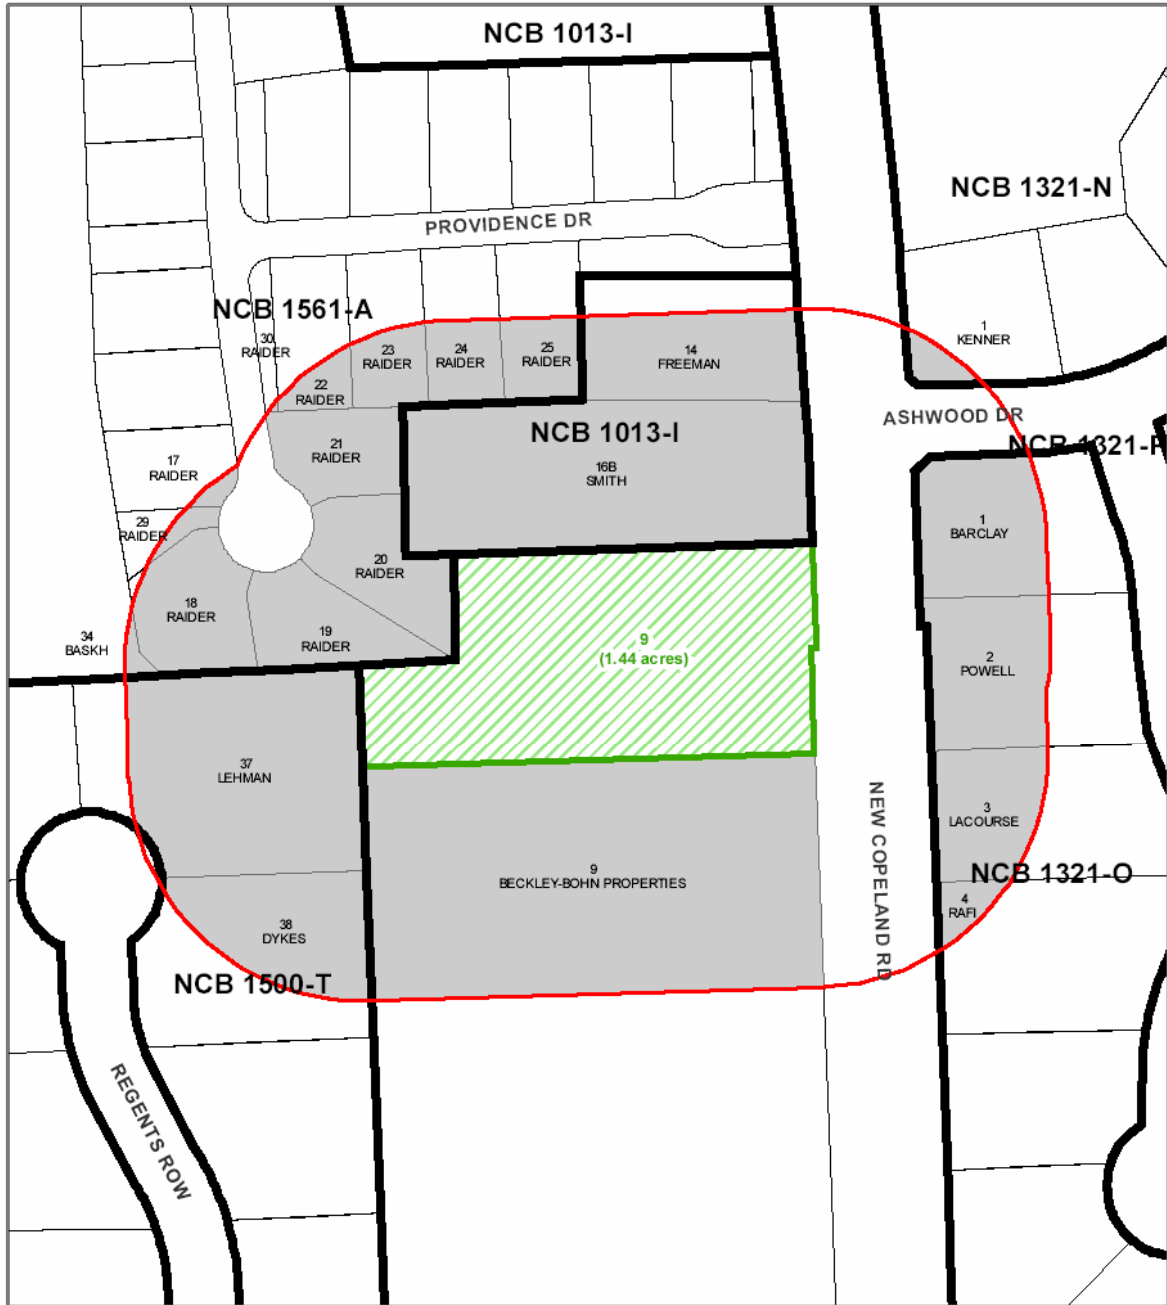 NCB 1013-I
NCB 1321-N
PROVIDENCE DR
NCB 1561-A
30
RAIDER
1
KENNER
23
RAIDER
24
RAIDER
25
RAIDER
14
FREEMAN
22
RAIDER
ASHWOOD DR
NCB 1013-I
21
RAIDER
17
RAIDER
16B
SMITH
29
RAIDER
1
BARCLAY
20
RAIDER
18
RAIDER
19
RAIDER
34
BASKH
9
(1.44 acres)
2
POWELL
37
LEHMAN
NEW COPELAND RD
3
LACOURSE
9
BECKLEY-BOHN PROPERTIES
NCB 1321-O
4
RAFI
38
DYKES
NCB 1500-T
REGENTS ROW